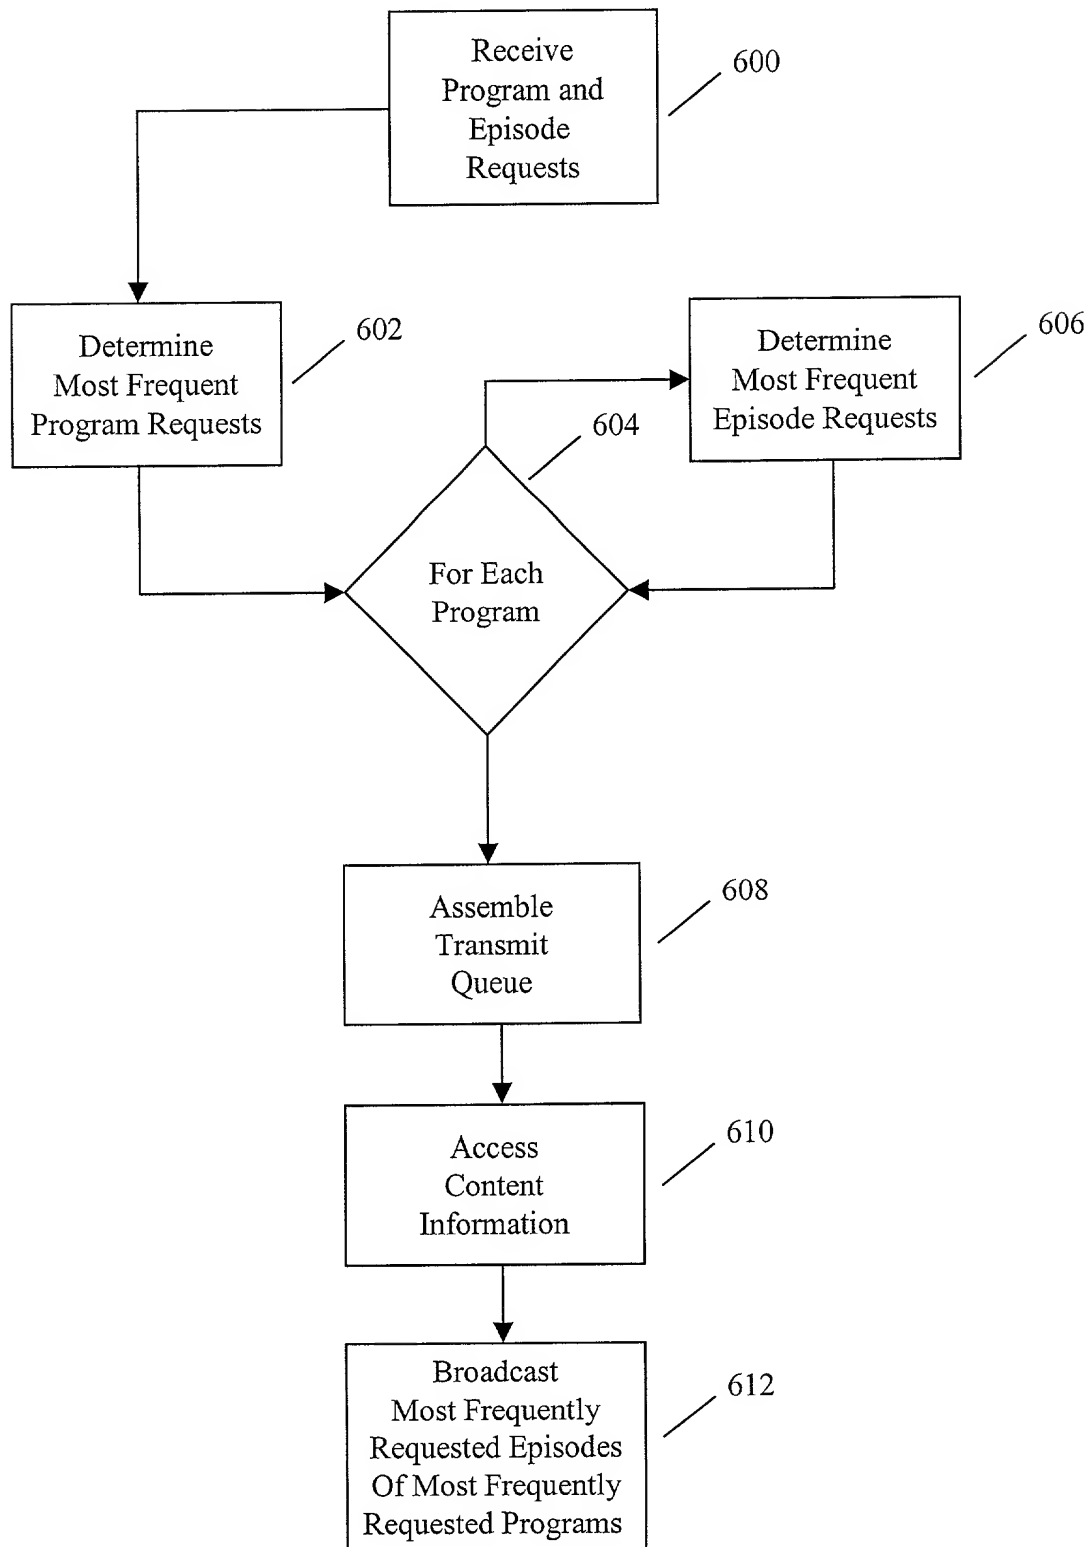 Receive
Program and
Episode
Requests
600
Determine
Most Frequent
Program Requests
602
Determine
Most Frequent
Episode Requests
606
604
For Each
Program
Assemble
Transmit
Queue
608
Access
Content
Information
610
Broadcast
Most Frequently
Requested Episodes
Of Most Frequently
Requested Programs
612